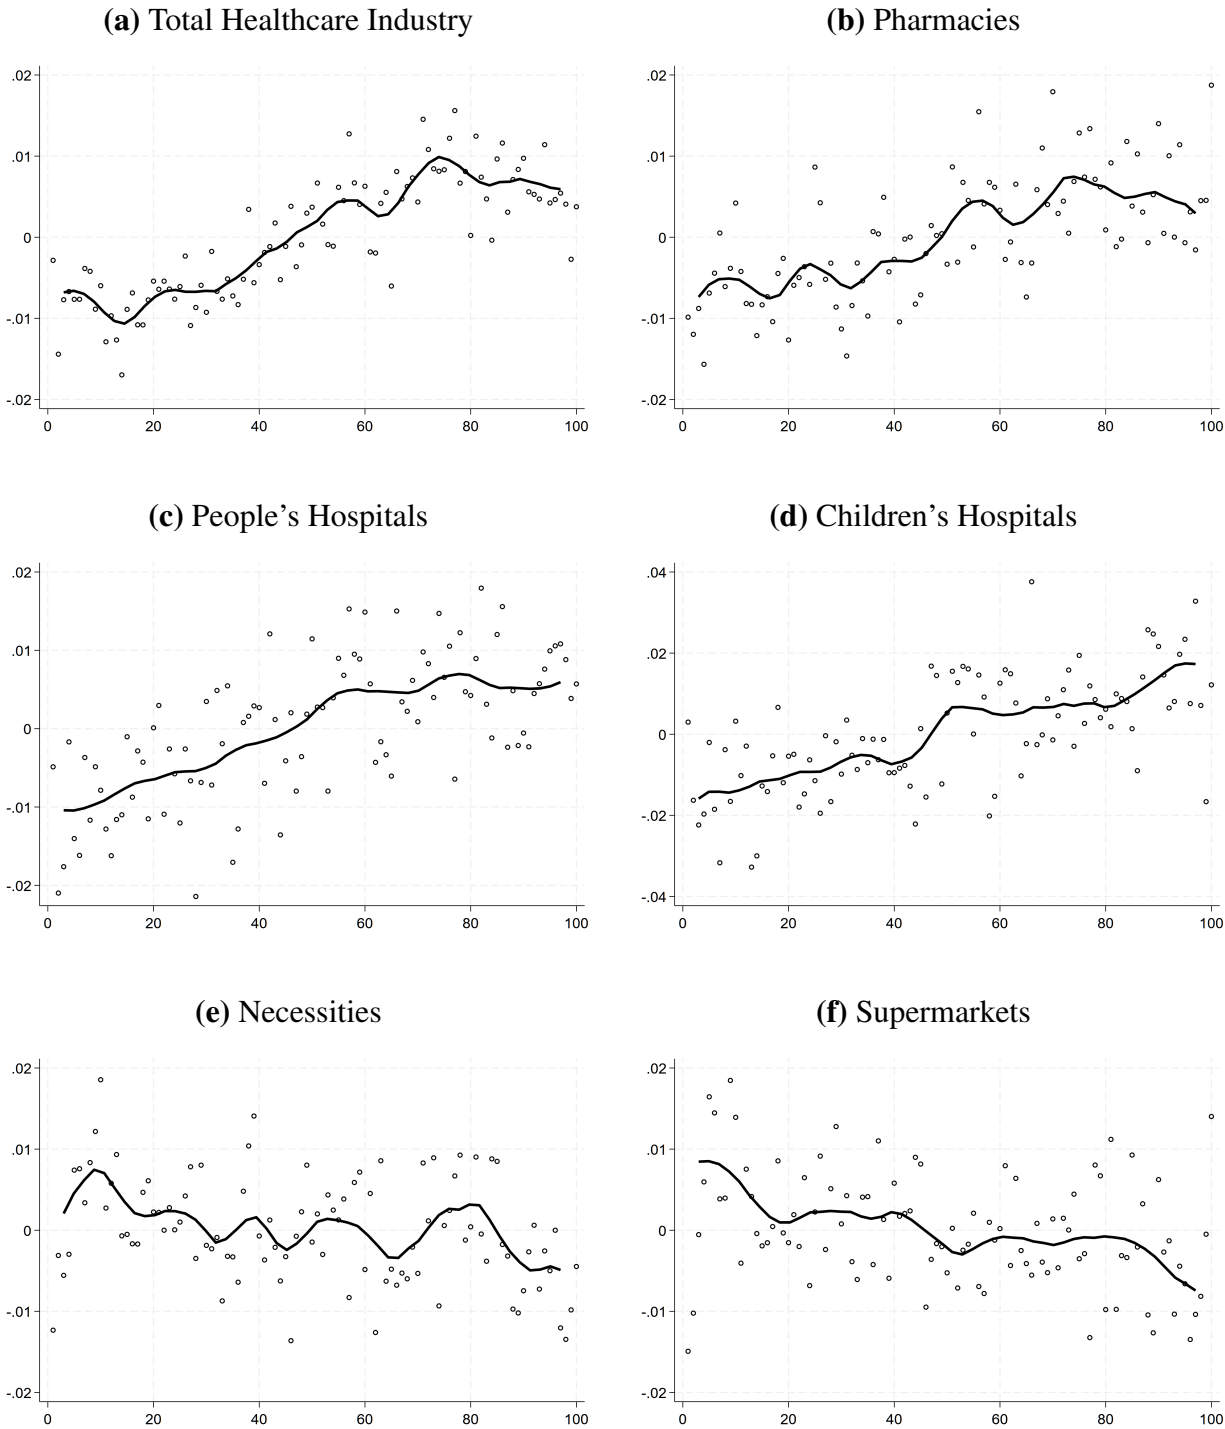 (a) Total Healthcare Industry
.02
.01
0
-.01
-.02
0 20 40 60 80 100
(b) Pharmacies
.02
.01
0
-.01
-.02
0 20 40 60 80 100
(c) People’s Hospitals
.02
.01
0
-.01
-.02
0 20 40 60 80 100
(d) Children’s Hospitals
.04
.02
0
-.02
-.04
0 20 40 60 80 100
(e) Necessities
.02
.01
0
-.01
-.02
0 20 40 60 80 100
(f) Supermarkets
.02
.01
0
-.01
-.02
0 20 40 60 80 100